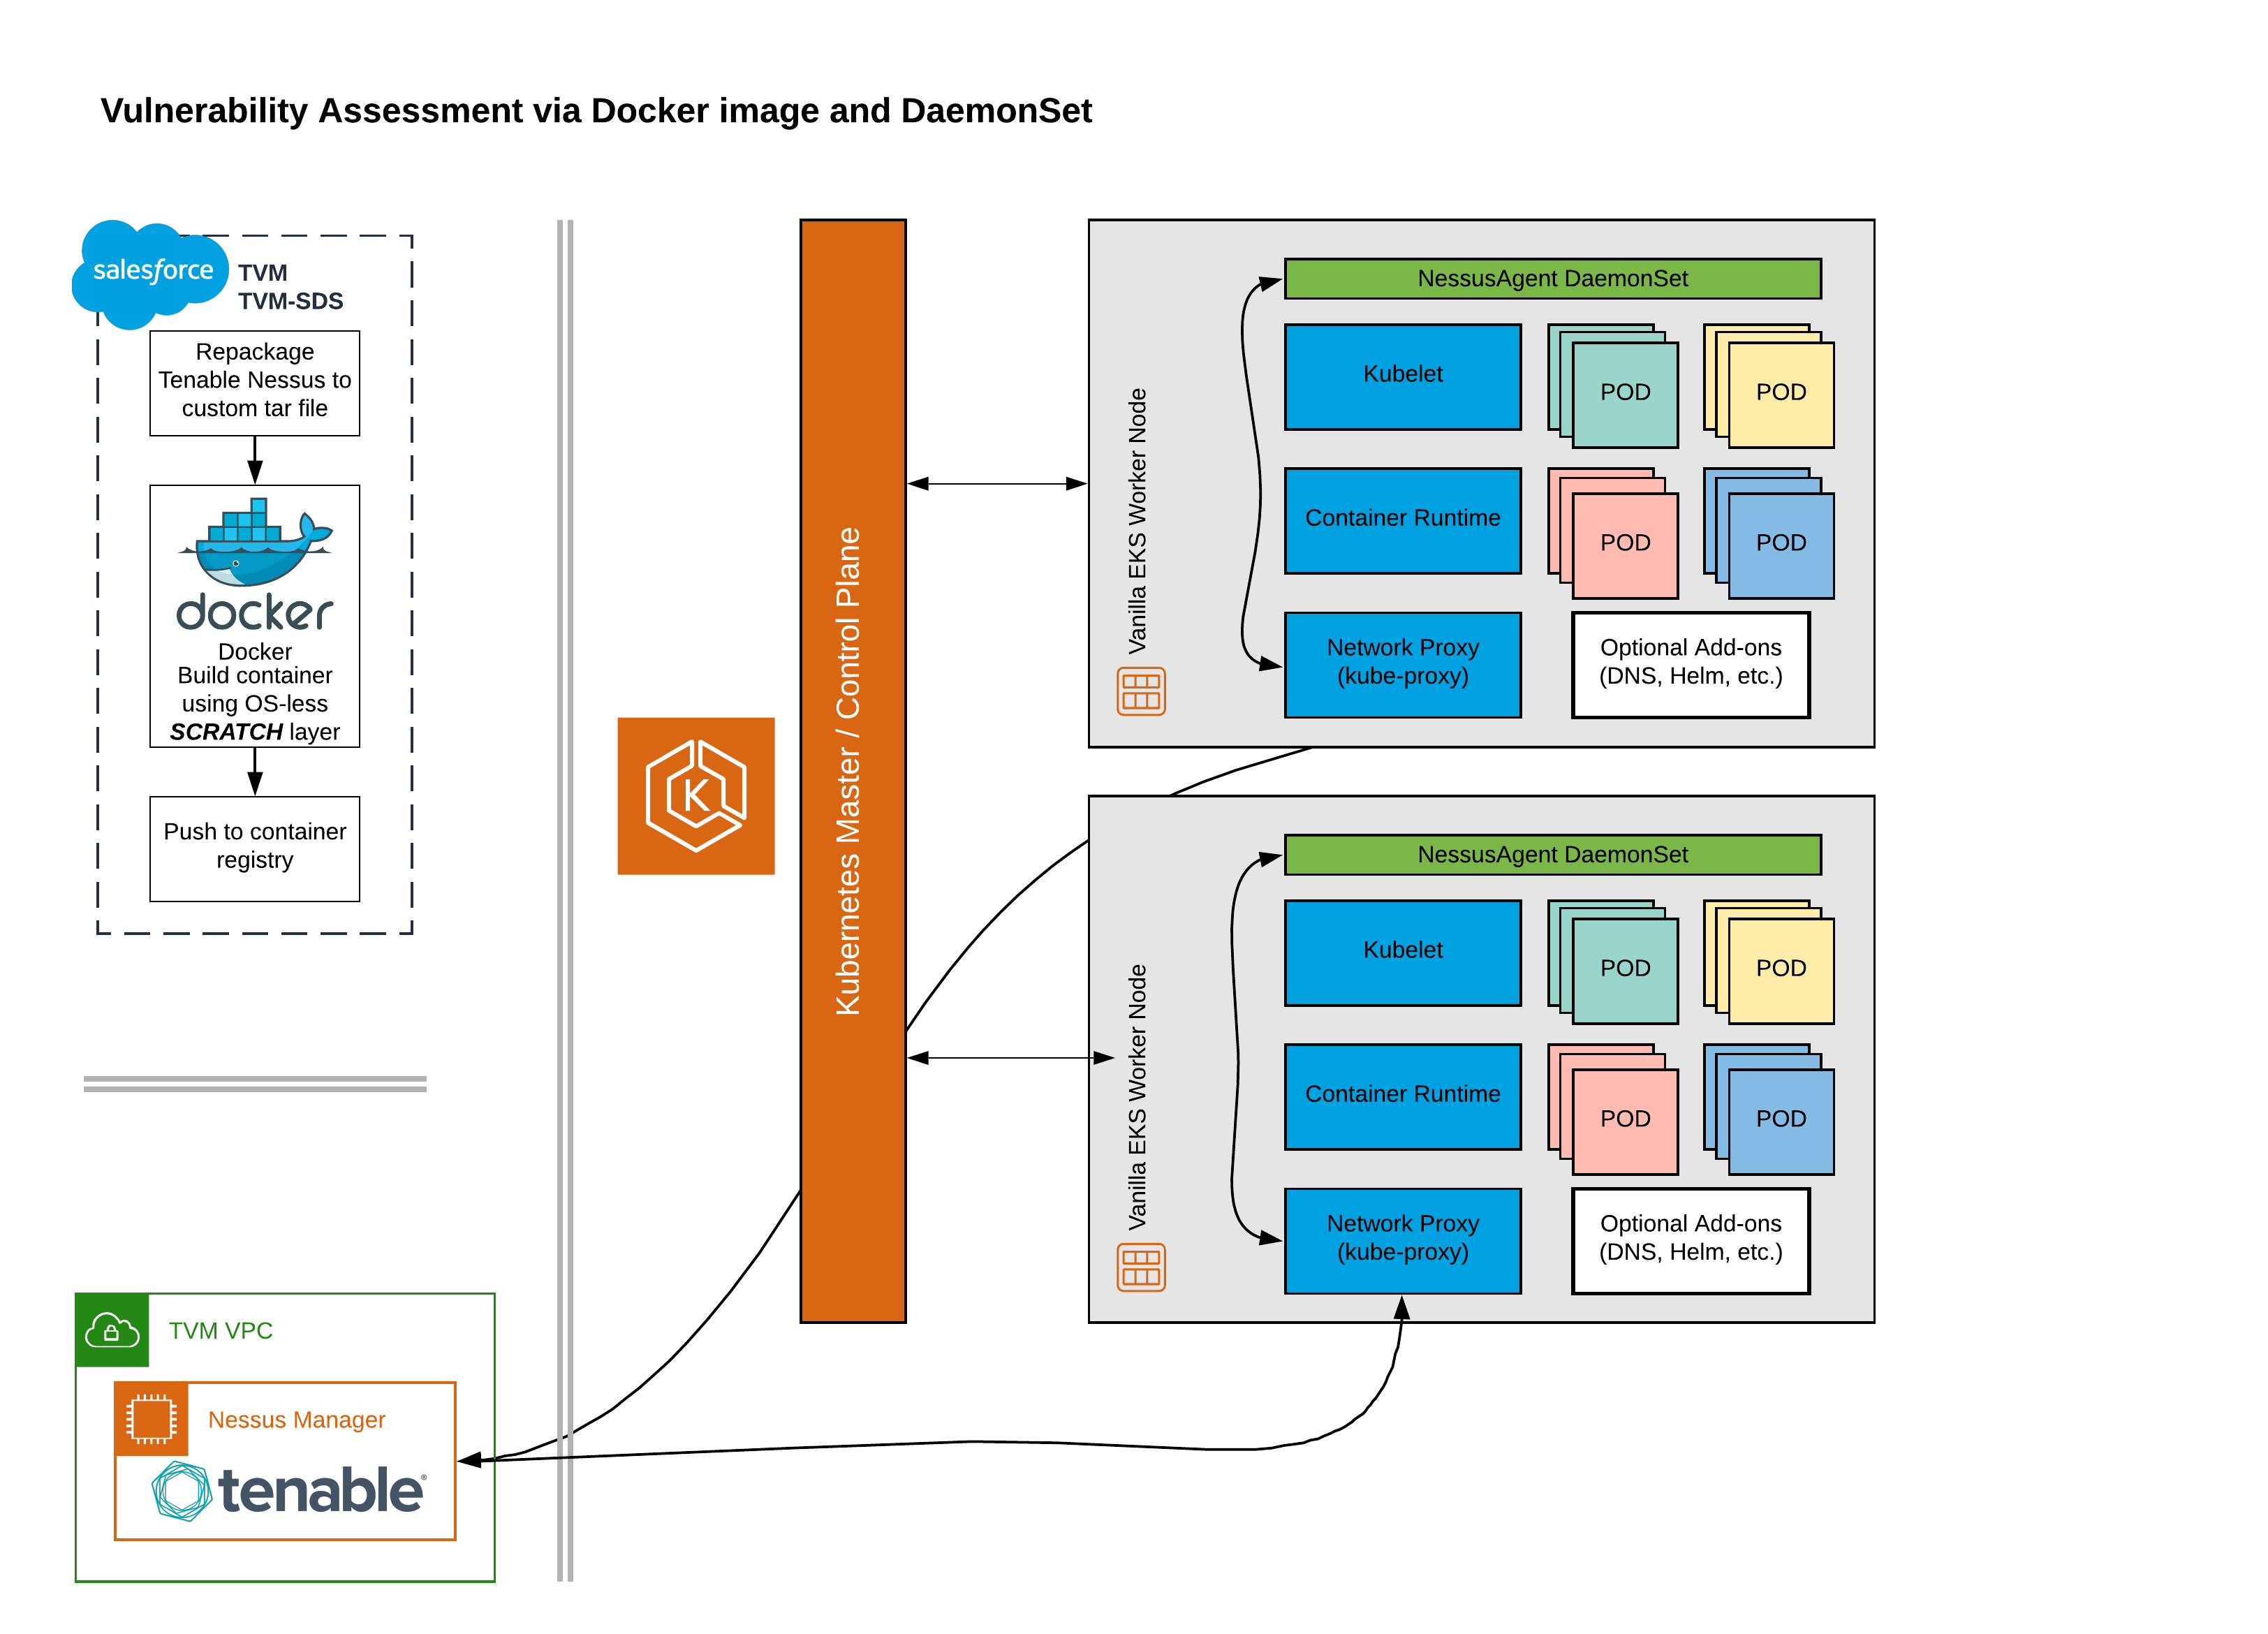 Vulnerability Assessment via Docker image and DaemonSet
salesforce
TVM
TVM-SDS
Repackage
Tenable Nessus to
custom tar file
docker
Docker
Build container
using OS-less
SCRATCH layer
Push to container
registry
TVM VPC
Nessus Manager
tenable®
K
Kubernetes Master / Control Plane
Vanilla EKS Worker Node
NessusAgent DaemonSet
Kubelet
POD
POD
Container Runtime
POD
POD
Network Proxy
(kube-proxy)
Optional Add-ons
(DNS, Helm, etc.)
Vanilla EKS Worker Node
NessusAgent DaemonSet
Kubelet
POD
POD
Container Runtime
POD
POD
Network Proxy
(kube-proxy)
Optional Add-ons
(DNS, Helm, etc.)